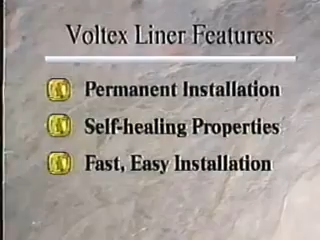 Voltex Liner Features
Permanent Installation
Self-healing Properties
Fast, Easy Installation